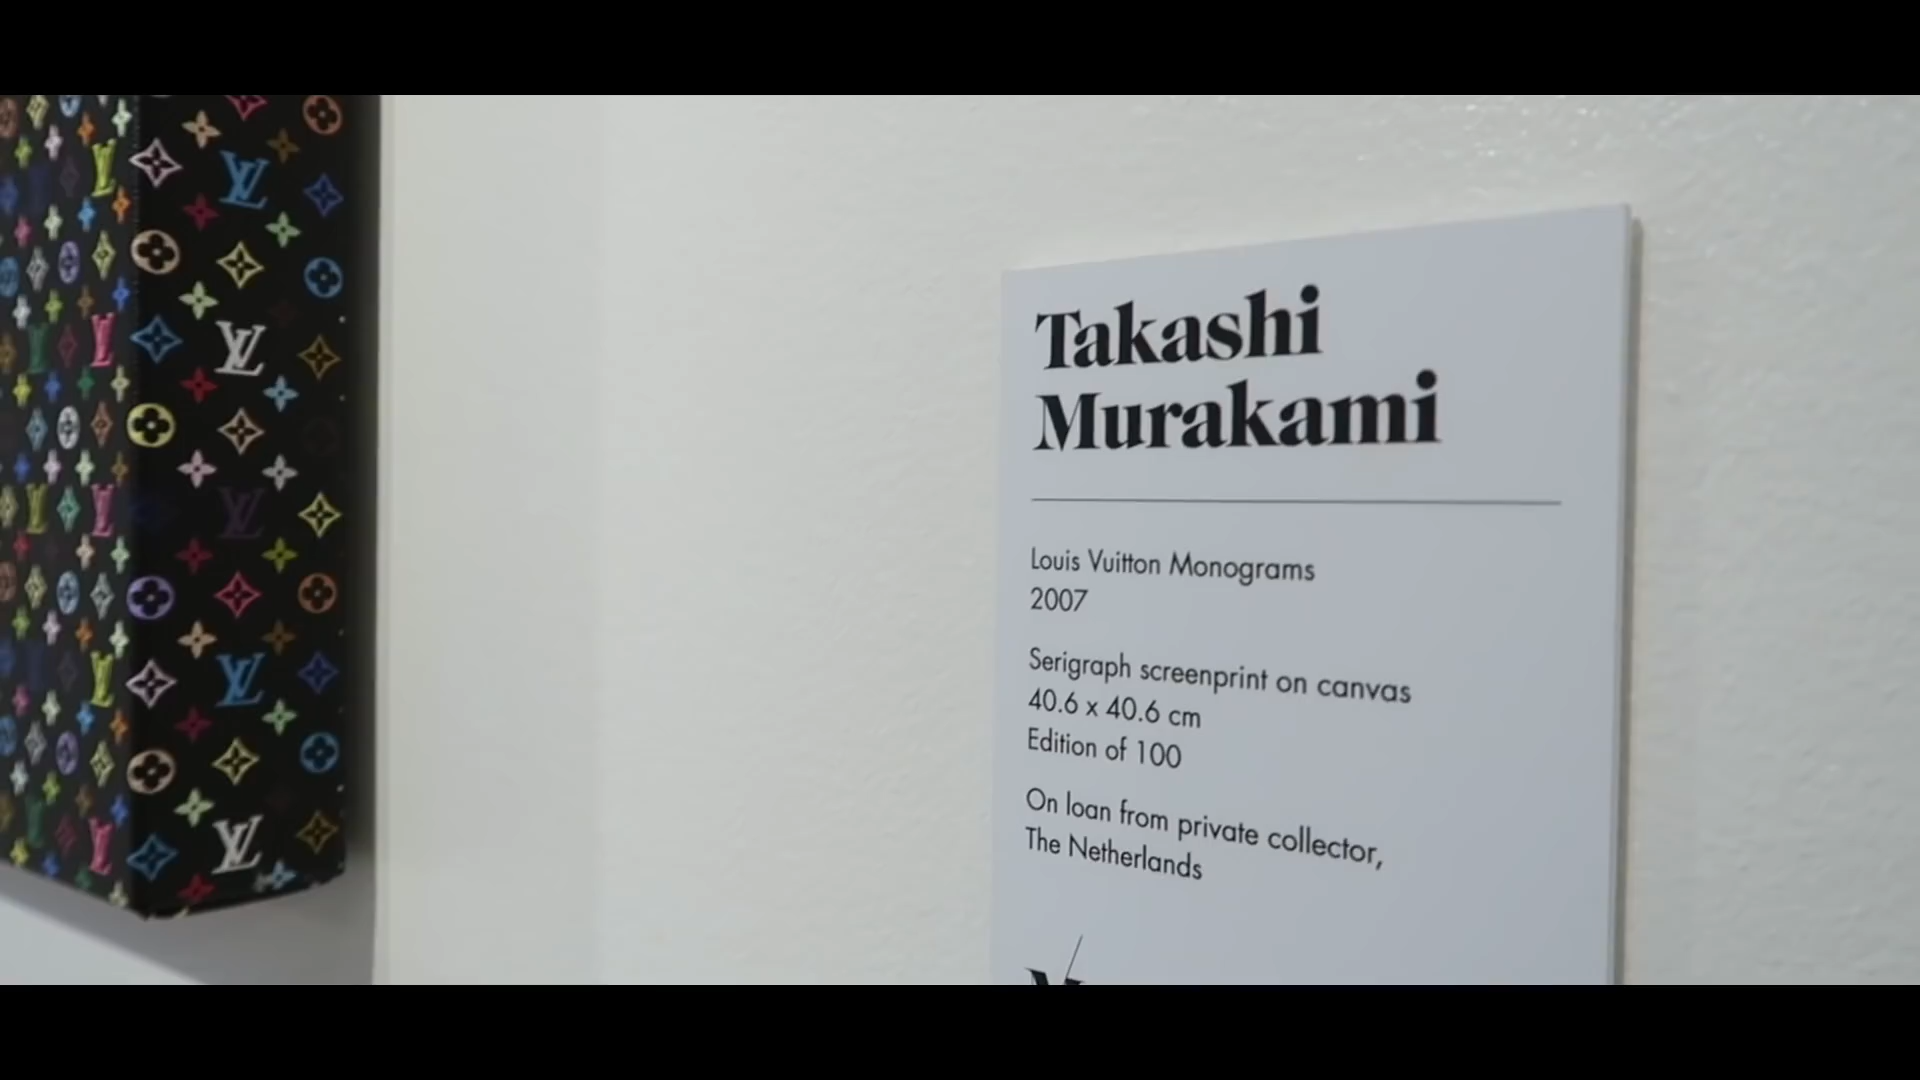 Takashi
Murakami
Louis Vuitton Monograms
2007
Serigraph screenprint on canvas
40.6 x 40.6 cm
Edition of 100
On loan from private collector,
The Netherlands